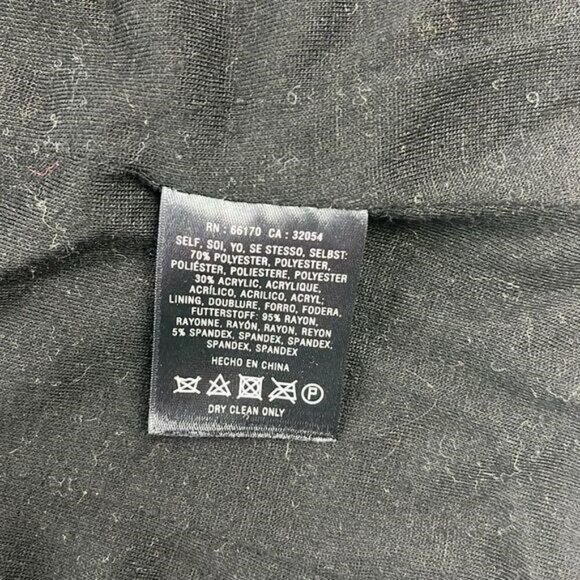 RN : 66170 CA : 32054
SELF, SOI, YO, SE STESSO, SELBST:
70% POLYESTER, POLYESTER,
POLIÉSTER, POLIESTERE, POLYESTER
30% ACRYLIC, ACRYLIQUE,
ACRÍLICO, ACRILICO, ACRYL;
LINING, DOUBLURE, FORRO, FODERA,
FUTTERSTOFF: 95% RAYON,
RAYONNE, RAYÓN, RAYON, REYON
5% SPANDEX, SPANDEX, SPANDEX,
SPANDEX, SPANDEX
HECHO EN CHINA
P
DRY CLEAN ONLY